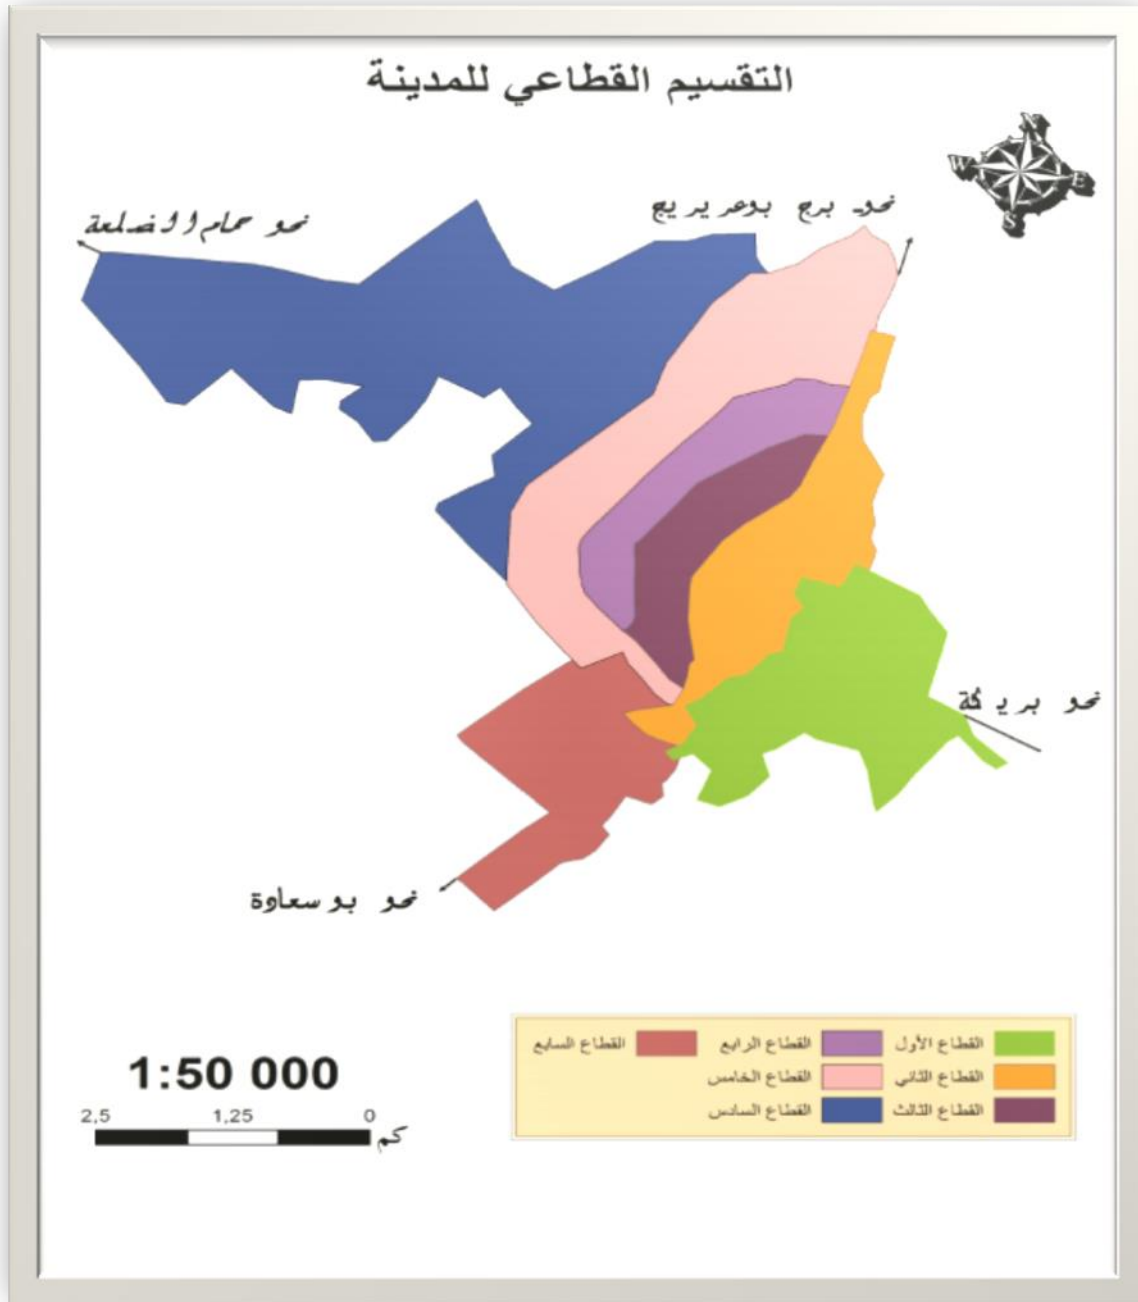 التقسيم القطاعي للمدينة
N
W
E
S
نحو برج بوعريريج
نحو حمام الضلعة
نحو بريكة
نحو بوسعادة
القطاع الأول
القطاع الرابع
القطاع السابع
القطاع الثاني
القطاع الخامس
القطاع الثالث
القطاع السادس
1:50 000
2,5 1,25 0
كم